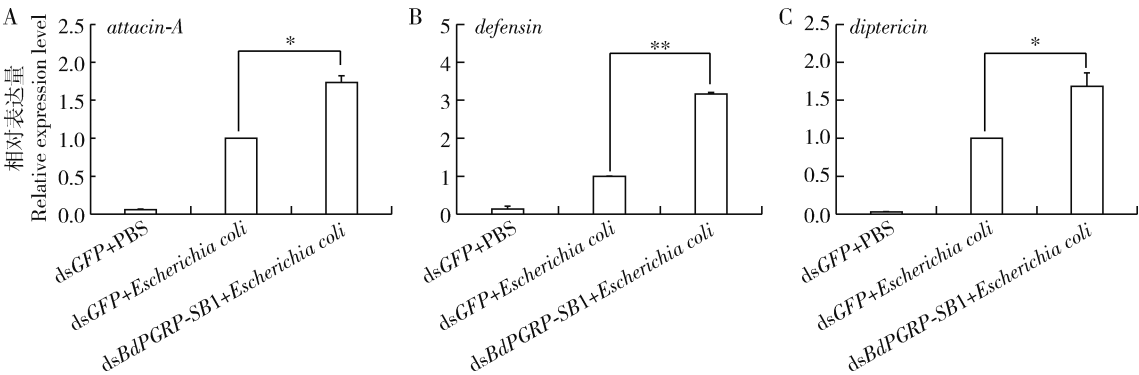 A
attacin-A
相对表达量
Relative expression level
2.5
2.0
1.5
1.0
0.5
0.0
*
dsGFP+PBS
dsGFP+Escherichia coli
dsBdPGRP-SB1+Escherichia coli
B
defensin
5
4
3
2
1
0
**
dsGFP+PBS
dsGFP+Escherichia coli
dsBdPGRP-SB1+Escherichia coli
C
diptericin
2.5
2.0
1.5
1.0
0.5
0.0
*
dsGFP+PBS
dsGFP+Escherichia coli
dsBdPGRP-SB1+Escherichia coli